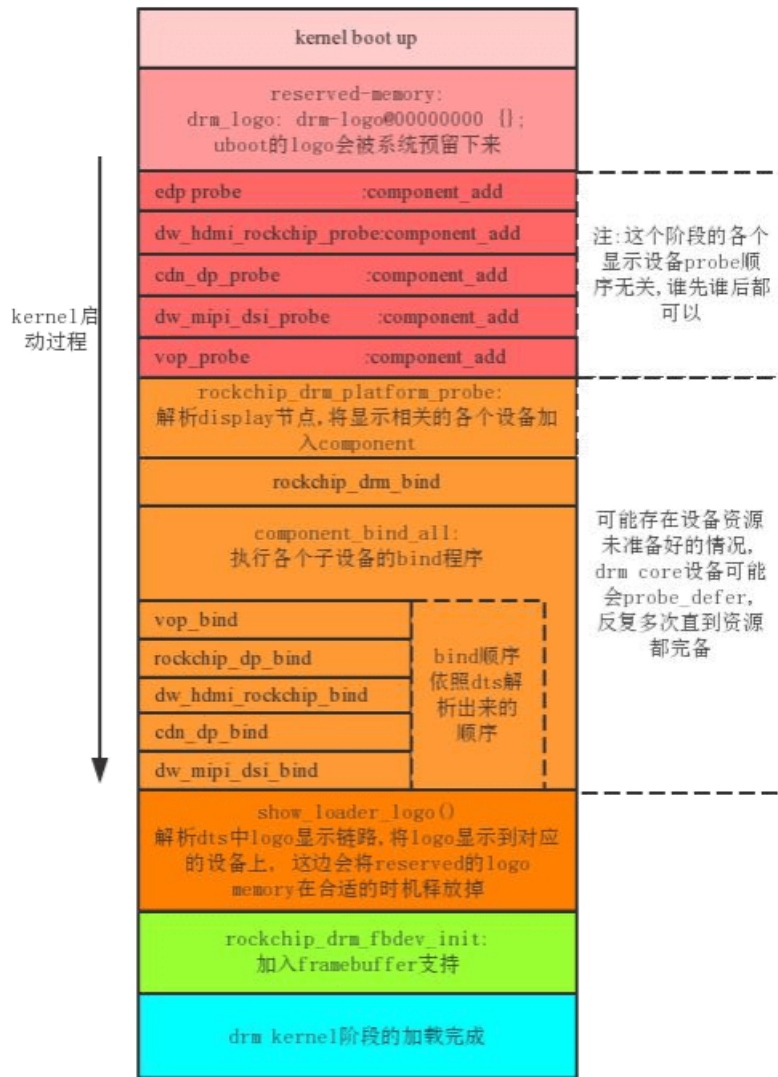 kernel boot up
reserved-memory:
drm_logo: drm-logo@00000000 {};
uboot的logo会被系统预留下来
edp probe :component_add
dw_hdmi_rockchip_probe:component_add
cdn_dp_probe :component_add
dw_mipi_dsi_probe :component_add
vop_probe :component_add
注:这个阶段的各个
显示设备probe顺
序无关,谁先谁后都
可以
kernel启
动过程
rockchip_drm_platform_probe:
解析display节点,将显示相关的各个设备加
入component
rockchip_drm_bind
component_bind_all:
执行各个子设备的bind程序
vop_bind
rockchip_dp_bind
dw_hdmi_rockchip_bind
cdn_dp_bind
dw_mipi_dsi_bind
bind顺序
依照dts解
析出来的
顺序
可能存在设备资源
未准备好的情况,
drm core设备可能
会probe_defer,
反复多次直到资源
都完备
show_loader_logo()
解析dts中logo显示链路,将logo显示到对应
的设备上, 这边会将reserved的logo
memory在合适的时机释放掉
rockchip_drm_fbdev_init:
加入framebuffer支持
drm kernel阶段的加载完成